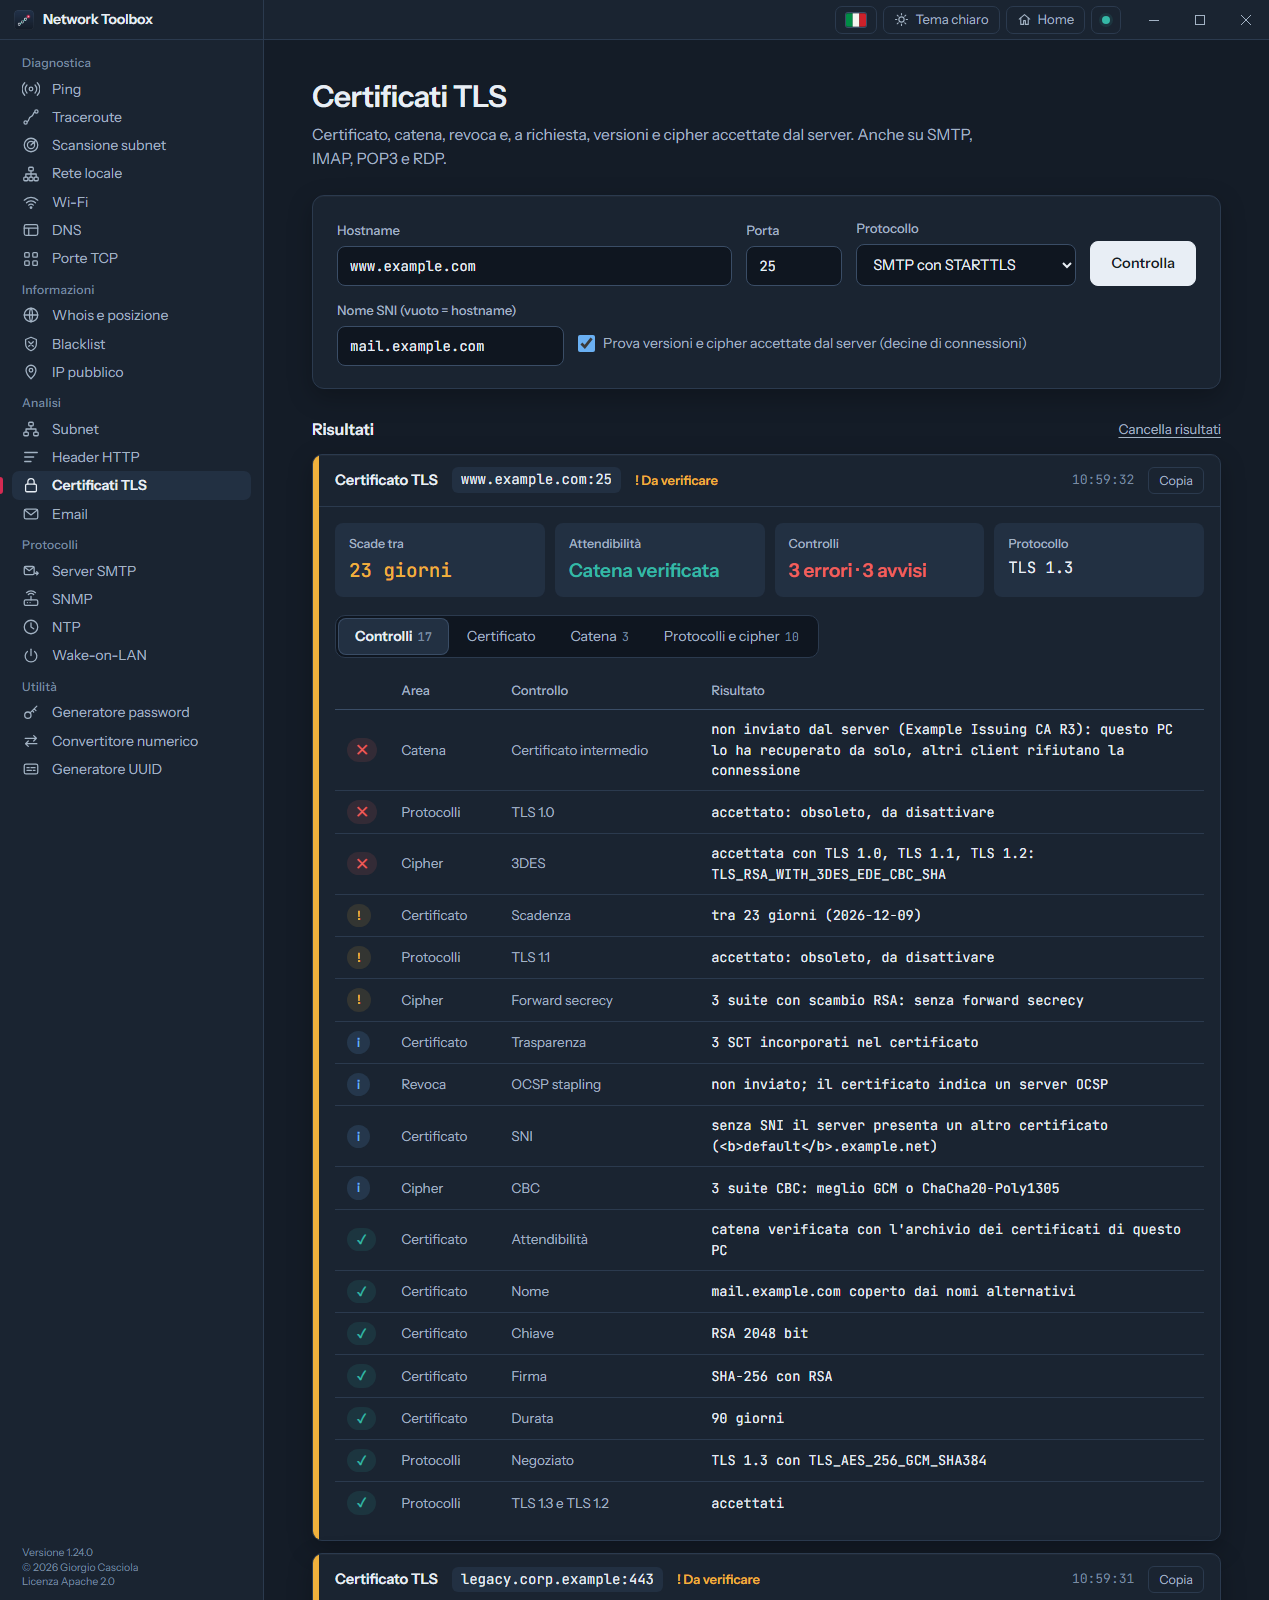 Network Toolbox
Tema chiaro
Home
Diagnostica
Ping
Traceroute
Scansione subnet
Rete locale
Wi-Fi
DNS
Porte TCP
Informazioni
Whois e posizione
Blacklist
IP pubblico
Analisi
Subnet
Header HTTP
Certificati TLS
Email
Protocolli
Server SMTP
SNMP
NTP
Wake-on-LAN
Utilità
Generatore password
Convertitore numerico
Generatore UUID
Versione 1.24.0
© 2026 Giorgio Casciola
Licenza Apache 2.0
Certificati TLS
Certificato, catena, revoca e, a richiesta, versioni e cipher accettate dal server. Anche su SMTP,
IMAP, POP3 e RDP.
Hostname
www.example.com
Porta
25
Protocollo
SMTP con STARTTLS
Controlla
Nome SNI (vuoto = hostname)
mail.example.com
Prova versioni e cipher accettate dal server (decine di connessioni)
Risultati
Cancella risultati
Certificato TLS www.example.com:25 ! Da verificare 10:59:32 Copia
Scade tra
23 giorni
Attendibilità
Catena verificata
Controlli
3 errori · 3 avvisi
Protocollo
TLS 1.3
Controlli 17 Certificato Catena 3 Protocolli e cipher 10
Area Controllo Risultato
Catena Certificato intermedio non inviato dal server (Example Issuing CA R3): questo PC
lo ha recuperato da solo, altri client rifiutano la
connessione
Protocolli TLS 1.0 accettato: obsoleto, da disattivare
Cipher 3DES accettata con TLS 1.0, TLS 1.1, TLS 1.2:
TLS_RSA_WITH_3DES_EDE_CBC_SHA
! Certificato Scadenza tra 23 giorni (2026-12-09)
! Protocolli TLS 1.1 accettato: obsoleto, da disattivare
! Cipher Forward secrecy 3 suite con scambio RSA: senza forward secrecy
i Certificato Trasparenza 3 SCT incorporati nel certificato
i Revoca OCSP stapling non inviato; il certificato indica un server OCSP
i Certificato SNI senza SNI il server presenta un altro certificato
(<b>default</b>.example.net)
i Cipher CBC 3 suite CBC: meglio GCM o ChaCha20-Poly1305
Certificato Attendibilità catena verificata con l'archivio dei certificati di questo
PC
Certificato Nome mail.example.com coperto dai nomi alternativi
Certificato Chiave RSA 2048 bit
Certificato Firma SHA-256 con RSA
Certificato Durata 90 giorni
Protocolli Negoziato TLS 1.3 con TLS_AES_256_GCM_SHA384
Protocolli TLS 1.3 e TLS 1.2 accettati
Certificato TLS legacy.corp.example:443 ! Da verificare 10:59:31 Copia